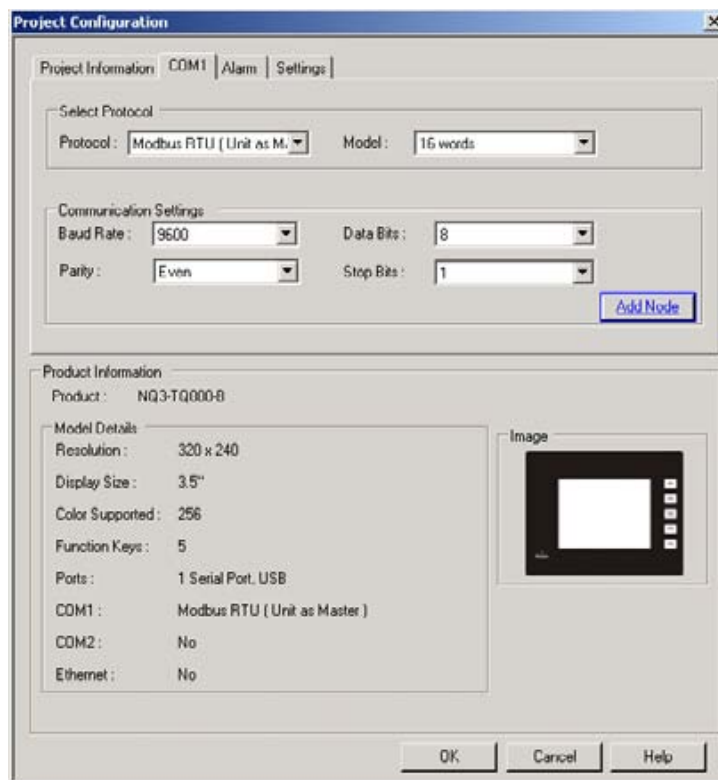 Project Configuration
Project Information COM1 Alarm Settings
Select Protocol
Protocol : Modbus RTU ( Unit as Ma Model : 16 words
Communication Settings
Baud Rate : 9600 Data Bits : 8
Parity : Even Stop Bits : 1
Add Node
Product Information
Product : NQ3-TQ000-B
Model Details
Image
Resolution : 320 x 240
Display Size : 3.5"
Color Supported : 256
Function Keys : 5
Ports : 1 Serial Port, USB
COM1 : Modbus RTU ( Unit as Master )
COM2 : No
Ethernet : No
OK Cancel Help